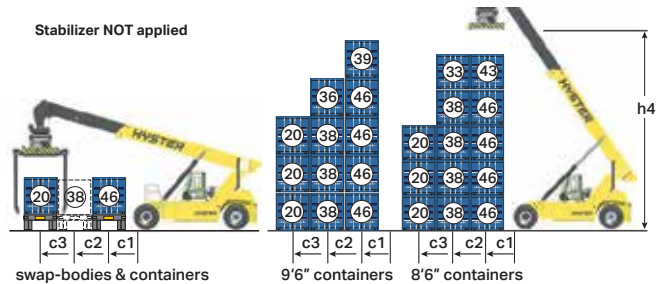 Stabilizer NOT applied
HYSTER
HYSTER
20 38 46
c3 c2 c1
swap-bodies & containers
39
36 46
20 38 46
20 38 46
20 38 46
c3 c2 c1
9‘6” containers
33 43
38 46
20 38 46
20 38 46
20 38 46
c3 c2 c1
8‘6” containers
HYSTER
HYSTER
h4